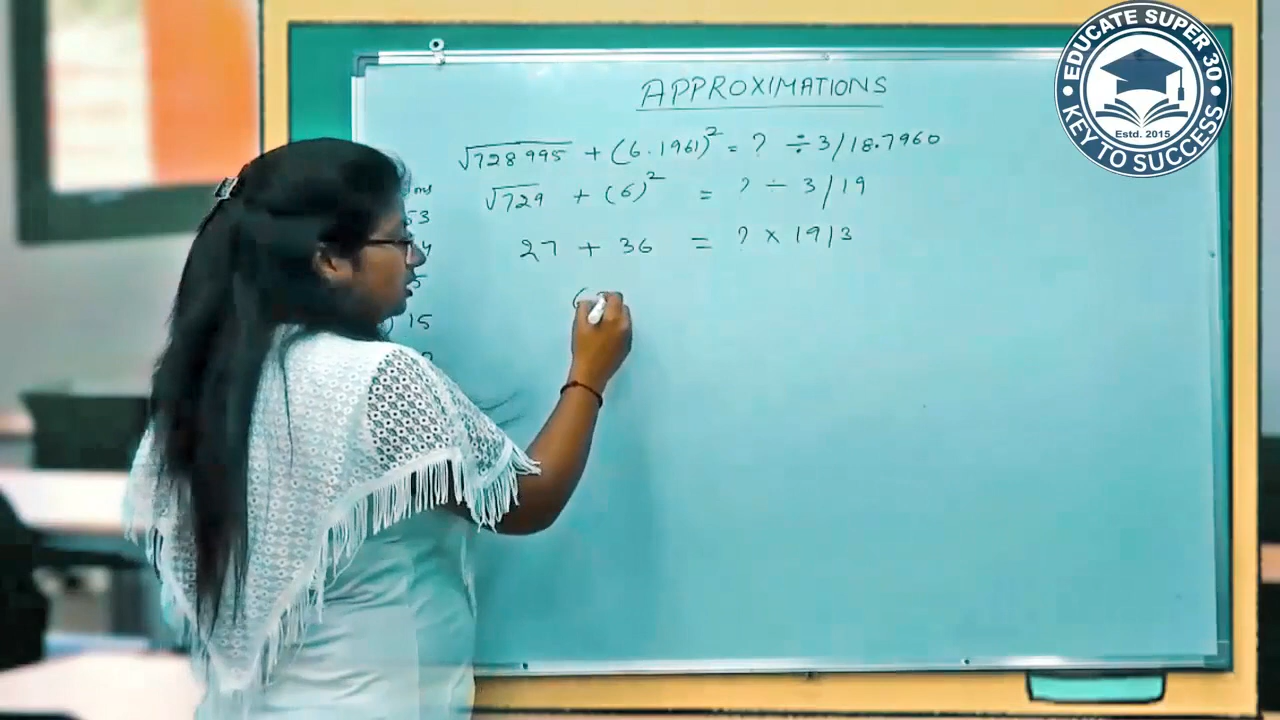 EDUCATE SUPER 30
Estd. 2015
KEY TO SUCCESS
APPROXIMATIONS
√728995 + (6.1961)² = ? ÷ 3/18.7960
√729 + (6)² = ? ÷ 3/19
27 + 36 = ? × 19/3
53
15